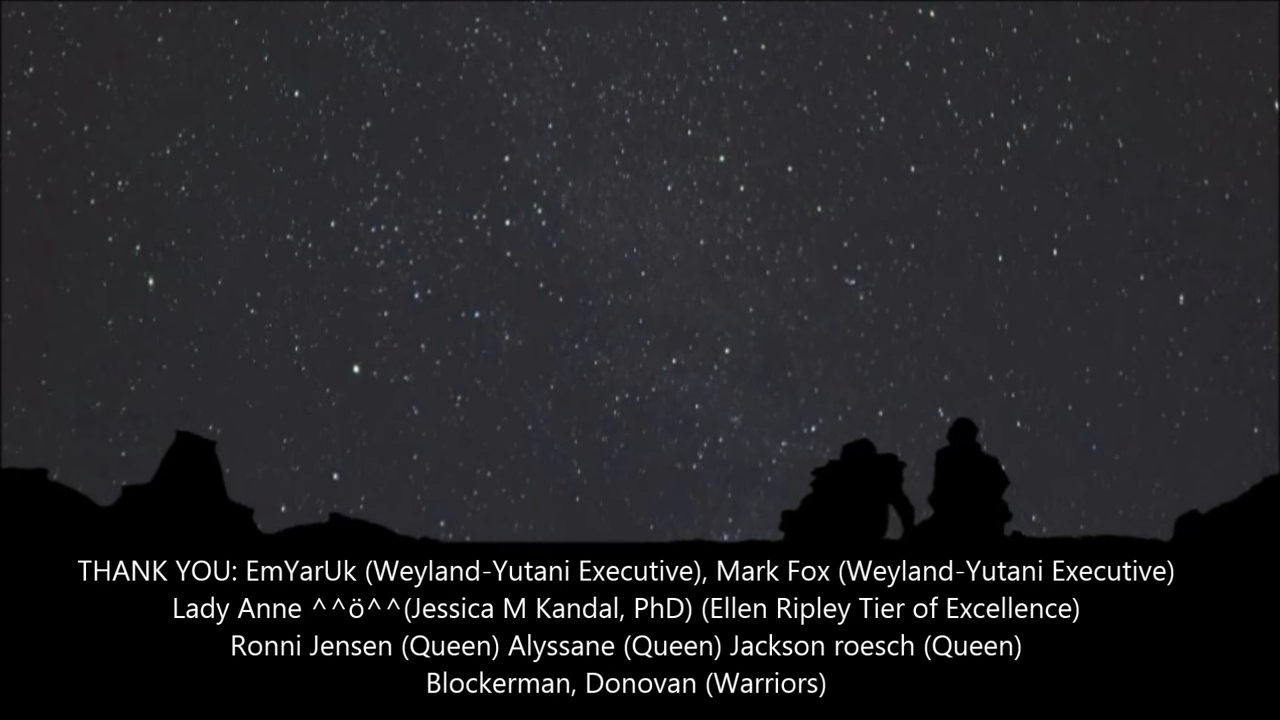 THANK YOU: EmYarUk (Weyland-Yutani Executive), Mark Fox (Weyland-Yutani Executive)
Lady Anne ^^ö^^(Jessica M Kandal, PhD) (Ellen Ripley Tier of Excellence)
Ronni Jensen (Queen) Alyssane (Queen) Jackson roesch (Queen)
Blockerman, Donovan (Warriors)